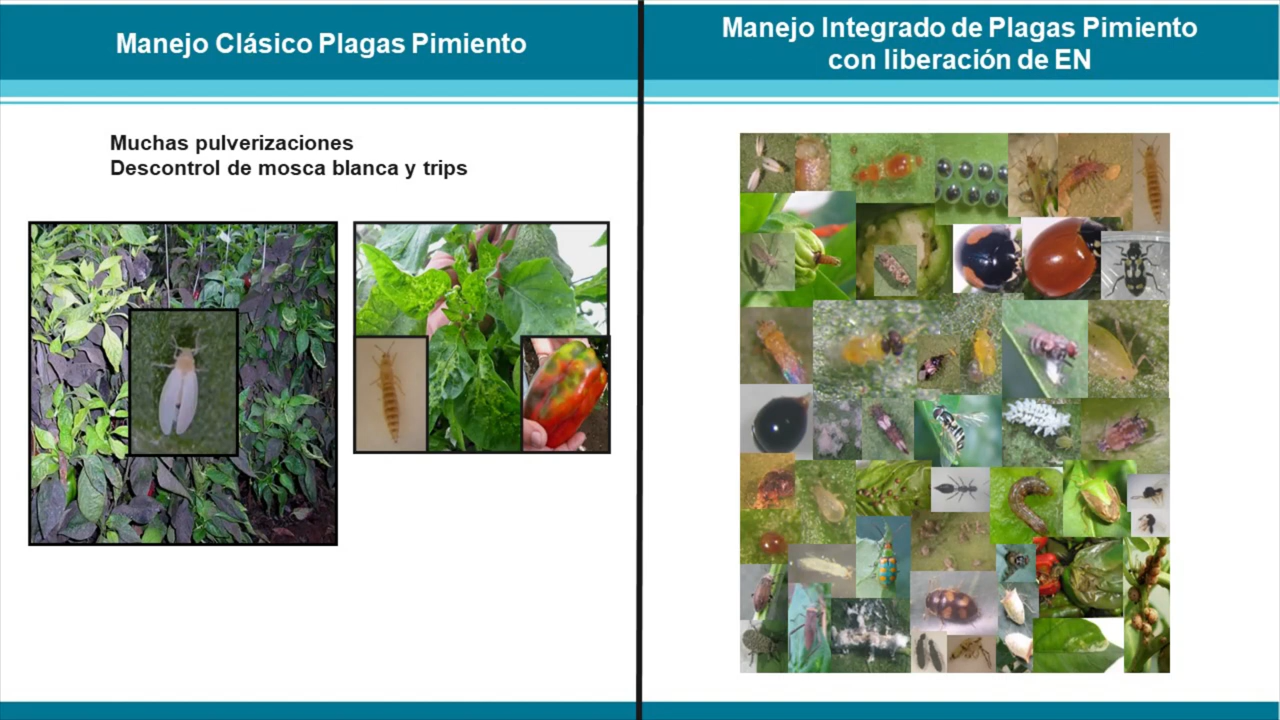 Manejo Clásico Plagas Pimiento
Muchas pulverizaciones
Descontrol de mosca blanca y trips
Manejo Integrado de Plagas Pimiento
con liberación de EN